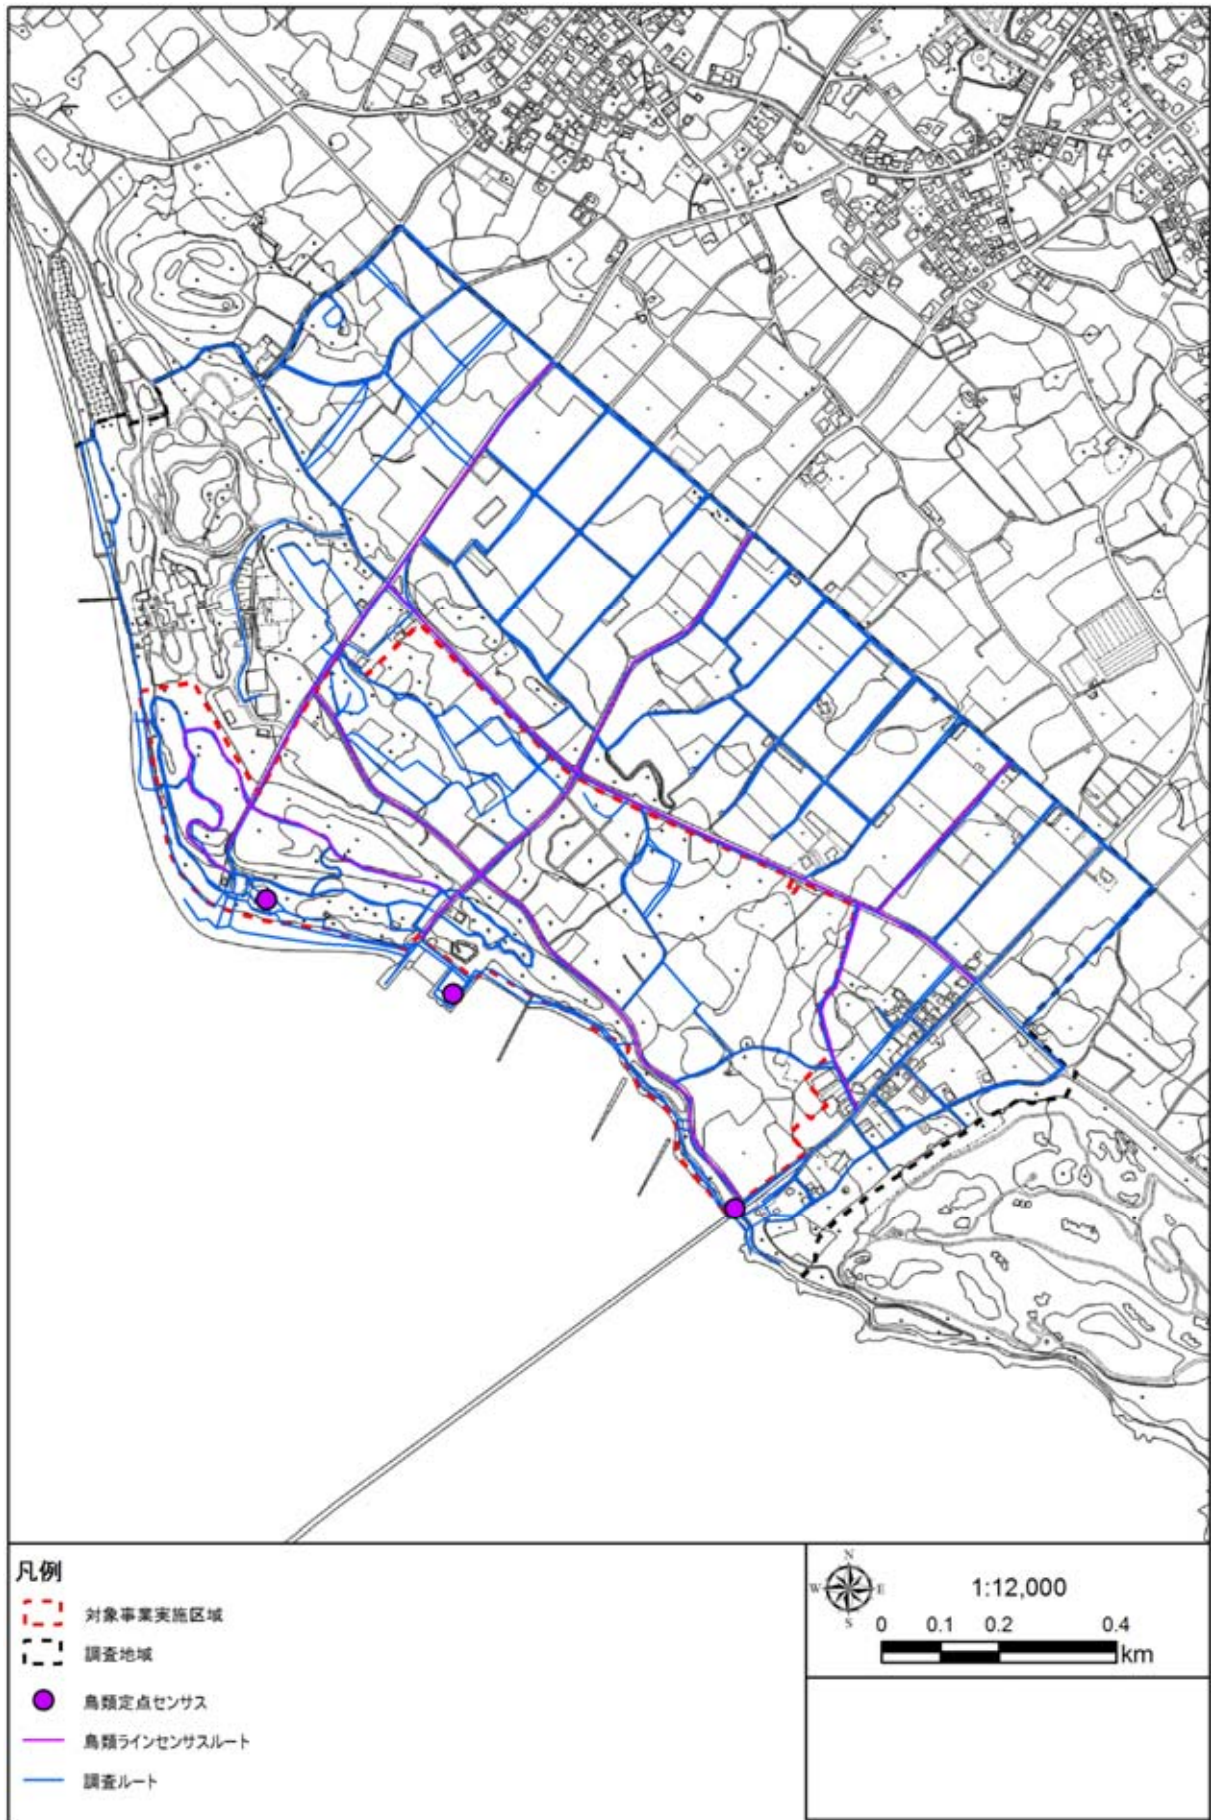 凡例
対象事業実施区域
調査地域
鳥類定点センサス
鳥類ラインセンサスルート
調査ルート
N
W E
S
1:12,000
0 0.1 0.2 0.4
km